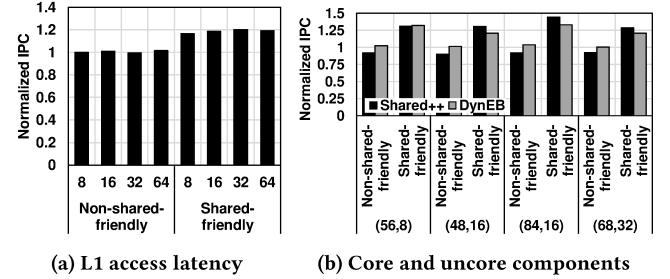 Normalized IPC
1.4
1.2
1
0.8
0.6
0.4
0.2
0
8 16 32 64 8 16 32 64
Non-shared-
friendly
Shared-
friendly
(a) L1 access latency
Normalized IPC
1.5
1.25
1
0.75
0.5
0.25
Shared++ DynEB
Non-shared-
friendly
Shared-
friendly
Non-shared-
friendly
Shared-
friendly
Non-shared-
friendly
Shared-
friendly
Non-shared-
friendly
Shared-
friendly
(56,8) (48,16) (84,16) (68,32)
(b) Core and uncore components